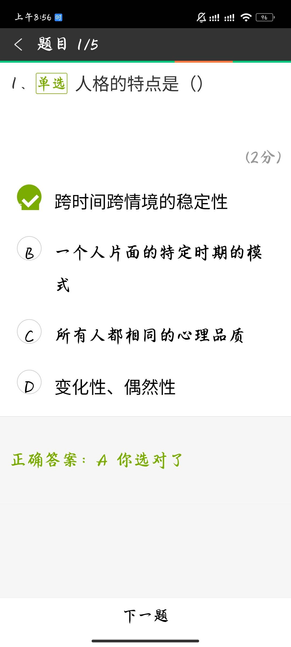 上午8:56
96
题目 1/5
1、单选 人格的特点是()
(2分)
跨时间跨情境的稳定性
B 一个人片面的特定时期的模
式
C 所有人都相同的心理品质
D 变化性、偶然性
正确答案：A 你选对了
下一题